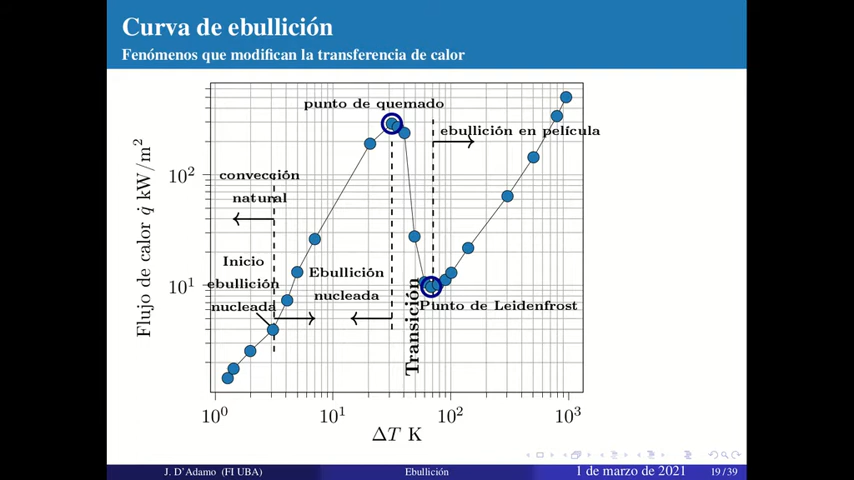 Curva de ebullición
Fenómenos que modifican la transferencia de calor
punto de quemado
ebullición en película
convección
natural
Inicio
ebullición
nucleada
Ebullición
nucleada
Transición
Punto de Leidenfrost
Flujo de calor q̇ kW/m²
10²
10¹
10⁰ 10¹ 10² 10³
ΔT K
J. D'Adamo (FI UBA) Ebullición 1 de marzo de 2021 19 / 39